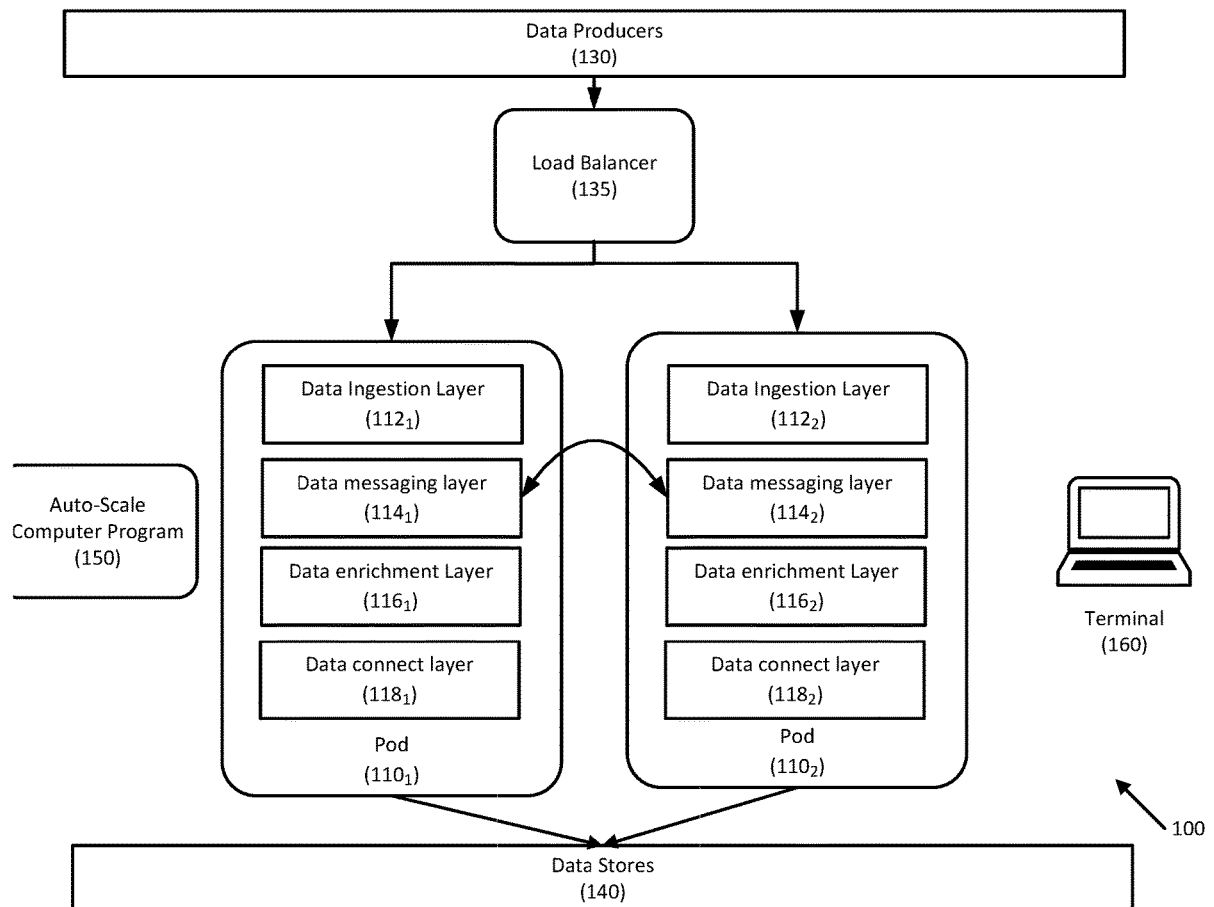 Data Producers
(130)
Load Balancer
(135)
Data Ingestion Layer
(112₁)
Data messaging layer
(114₁)
Data enrichment Layer
(116₁)
Data connect layer
(118₁)
Pod
(110₁)
Data Ingestion Layer
(112₂)
Data messaging layer
(114₂)
Data enrichment Layer
(116₂)
Data connect layer
(118₂)
Pod
(110₂)
Auto-Scale
Computer Program
(150)
Terminal
(160)
100
Data Stores
(140)